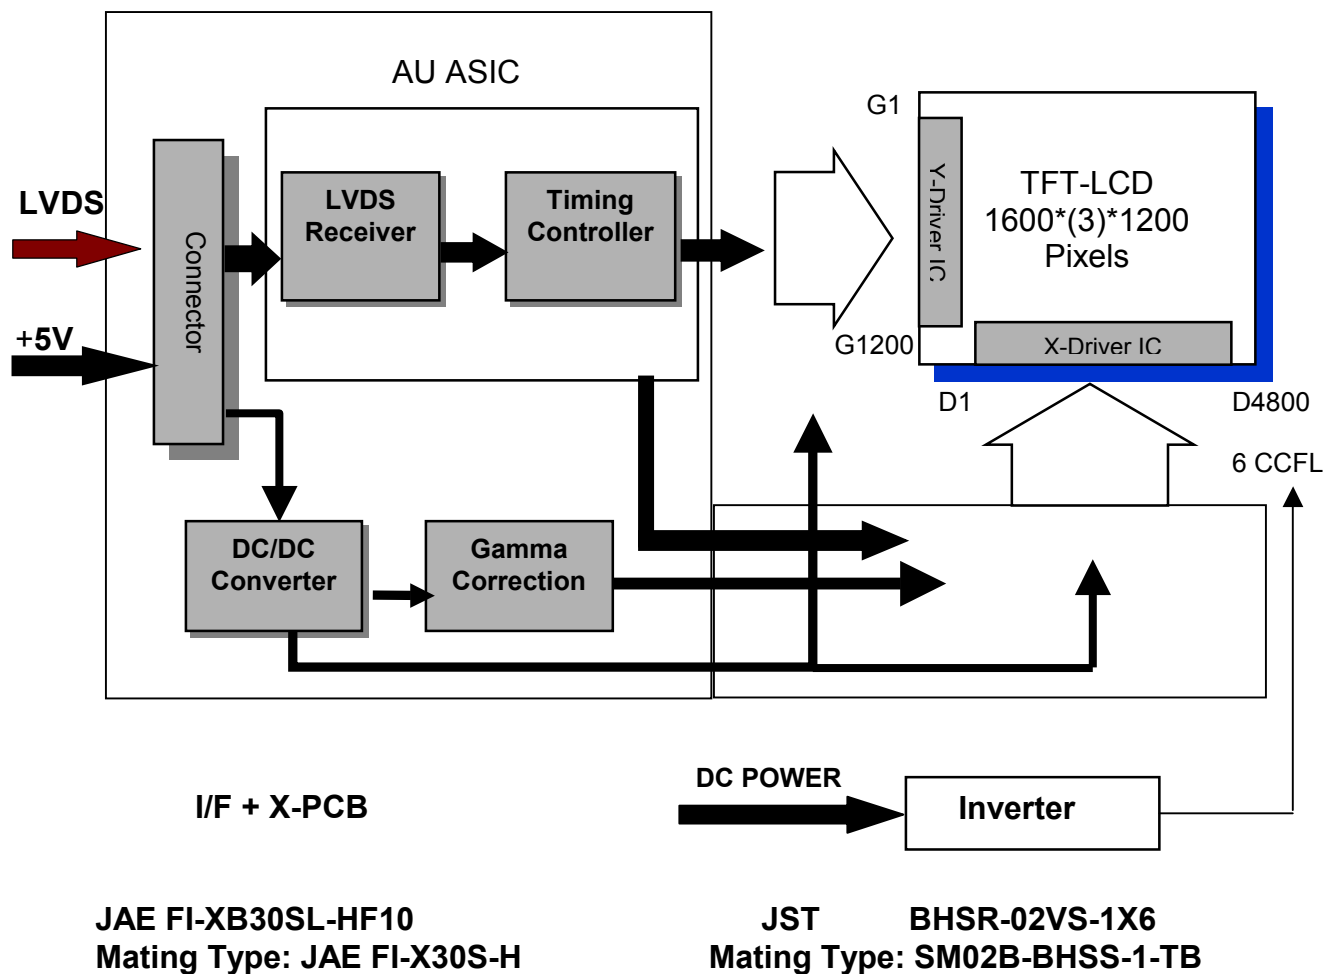 AU ASIC
LVDS
+5V
Connector
LVDS
Receiver
Timing
Controller
G1
Y-Driver IC
TFT-LCD
1600*(3)*1200
Pixels
G1200
X-Driver IC
D1
D4800
6 CCFL
DC/DC
Converter
Gamma
Correction
I/F + X-PCB
DC POWER
Inverter
JAE FI-XB30SL-HF10
Mating Type: JAE FI-X30S-H
JST BHSR-02VS-1X6
Mating Type: SM02B-BHSS-1-TB